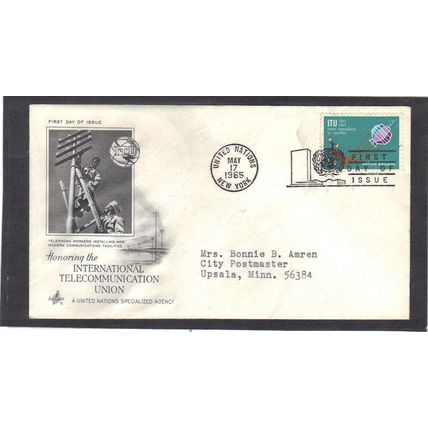 FIRST DAY OF ISSUE
ITU
TELEPHONE WORKERS INSTALLING NEW
MODERN COMMUNICATIONS FACILITIES
Honoring the
INTERNATIONAL
TELECOMMUNICATION
UNION
A UNITED NATIONS SPECIALIZED AGENCY
UNITED NATIONS
MAY
17
1965
NEW YORK
ITU
FIRST
DAY OF
ISSUE
Mrs. Bonnie B. Amren
City Postmaster
Upsala, Minn. 56384